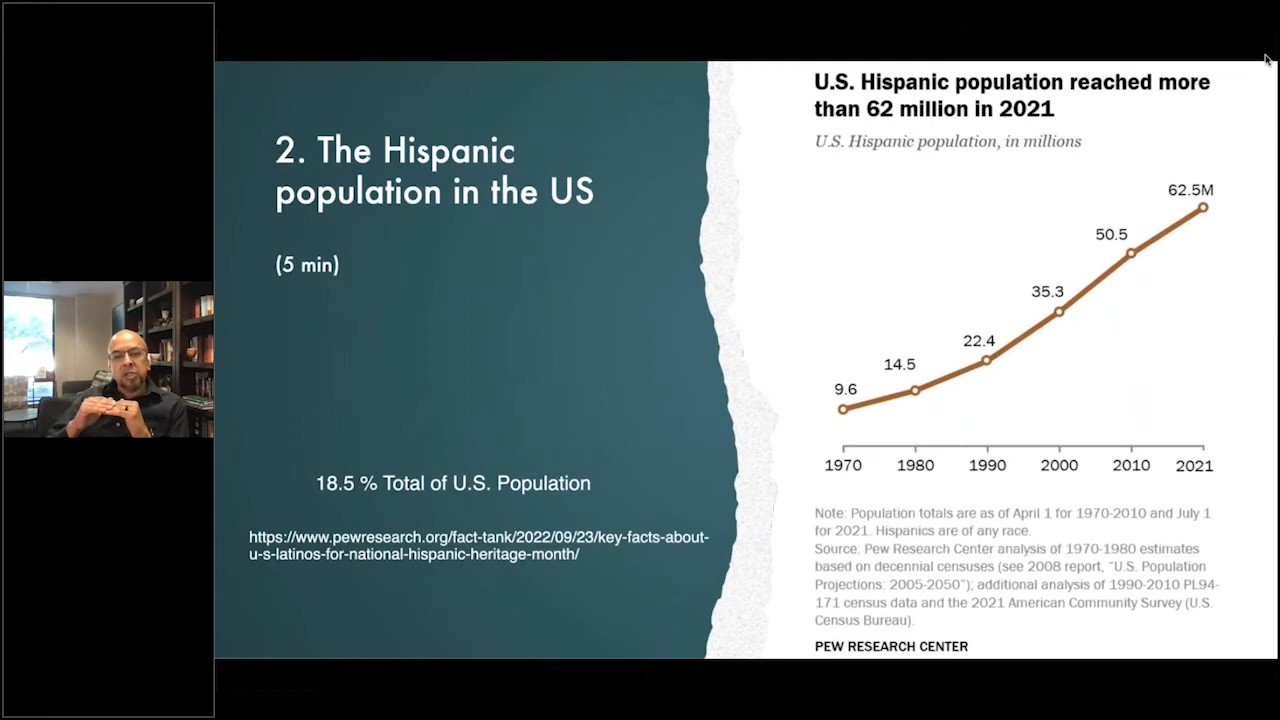 2. The Hispanic
population in the US
(5 min)
18.5 % Total of U.S. Population
https://www.pewresearch.org/fact-tank/2022/09/23/key-facts-about-
u-s-latinos-for-national-hispanic-heritage-month/
U.S. Hispanic population reached more
than 62 million in 2021
U.S. Hispanic population, in millions
62.5M
50.5
35.3
22.4
14.5
9.6
1970 1980 1990 2000 2010 2021
Note: Population totals are as of April 1 for 1970-2010 and July 1
for 2021. Hispanics are of any race.
Source: Pew Research Center analysis of 1970-1980 estimates
based on decennial censuses (see 2008 report, "U.S. Population
Projections: 2005-2050"); additional analysis of 1990-2010 PL94-
171 census data and the 2021 American Community Survey (U.S.
Census Bureau).
PEW RESEARCH CENTER